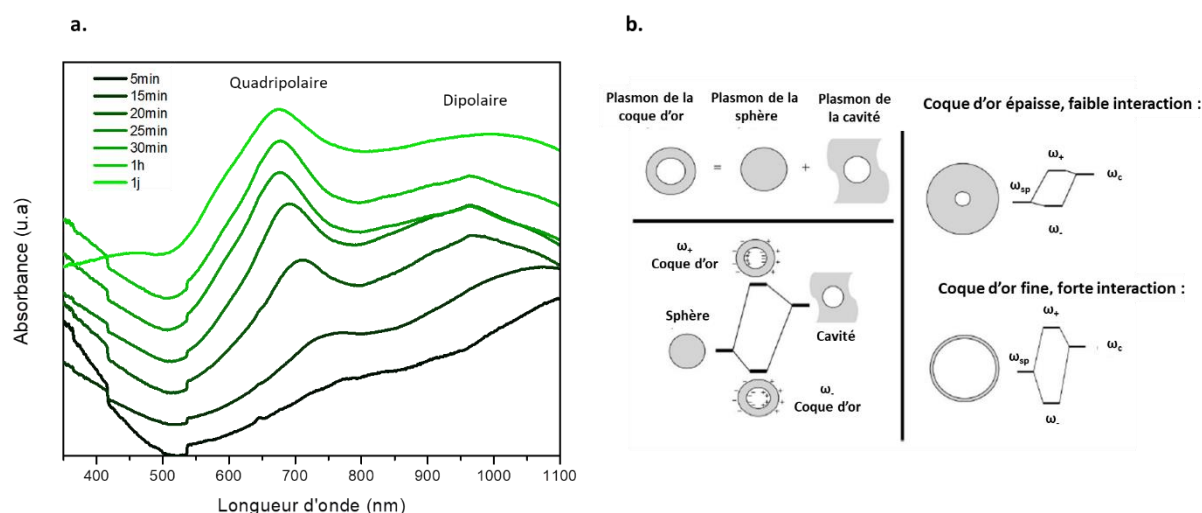 a.
5min
15min
20min
25min
30min
1h
1j
Quadripolaire
Dipolaire
Absorbance (u.a)
400 500 600 700 800 900 1000 1100
Longueur d'onde (nm)
b.
Plasmon de la
coque d'or
Plasmon de la
sphère
Plasmon de
la cavité
= +
ω+
Coque d'or
Sphère
Cavité
ω-
Coque d'or
Coque d'or épaisse, faible interaction :
ω+
ωsp
ωc
ω-
Coque d'or fine, forte interaction :
ω+
ωsp
ωc
ω-